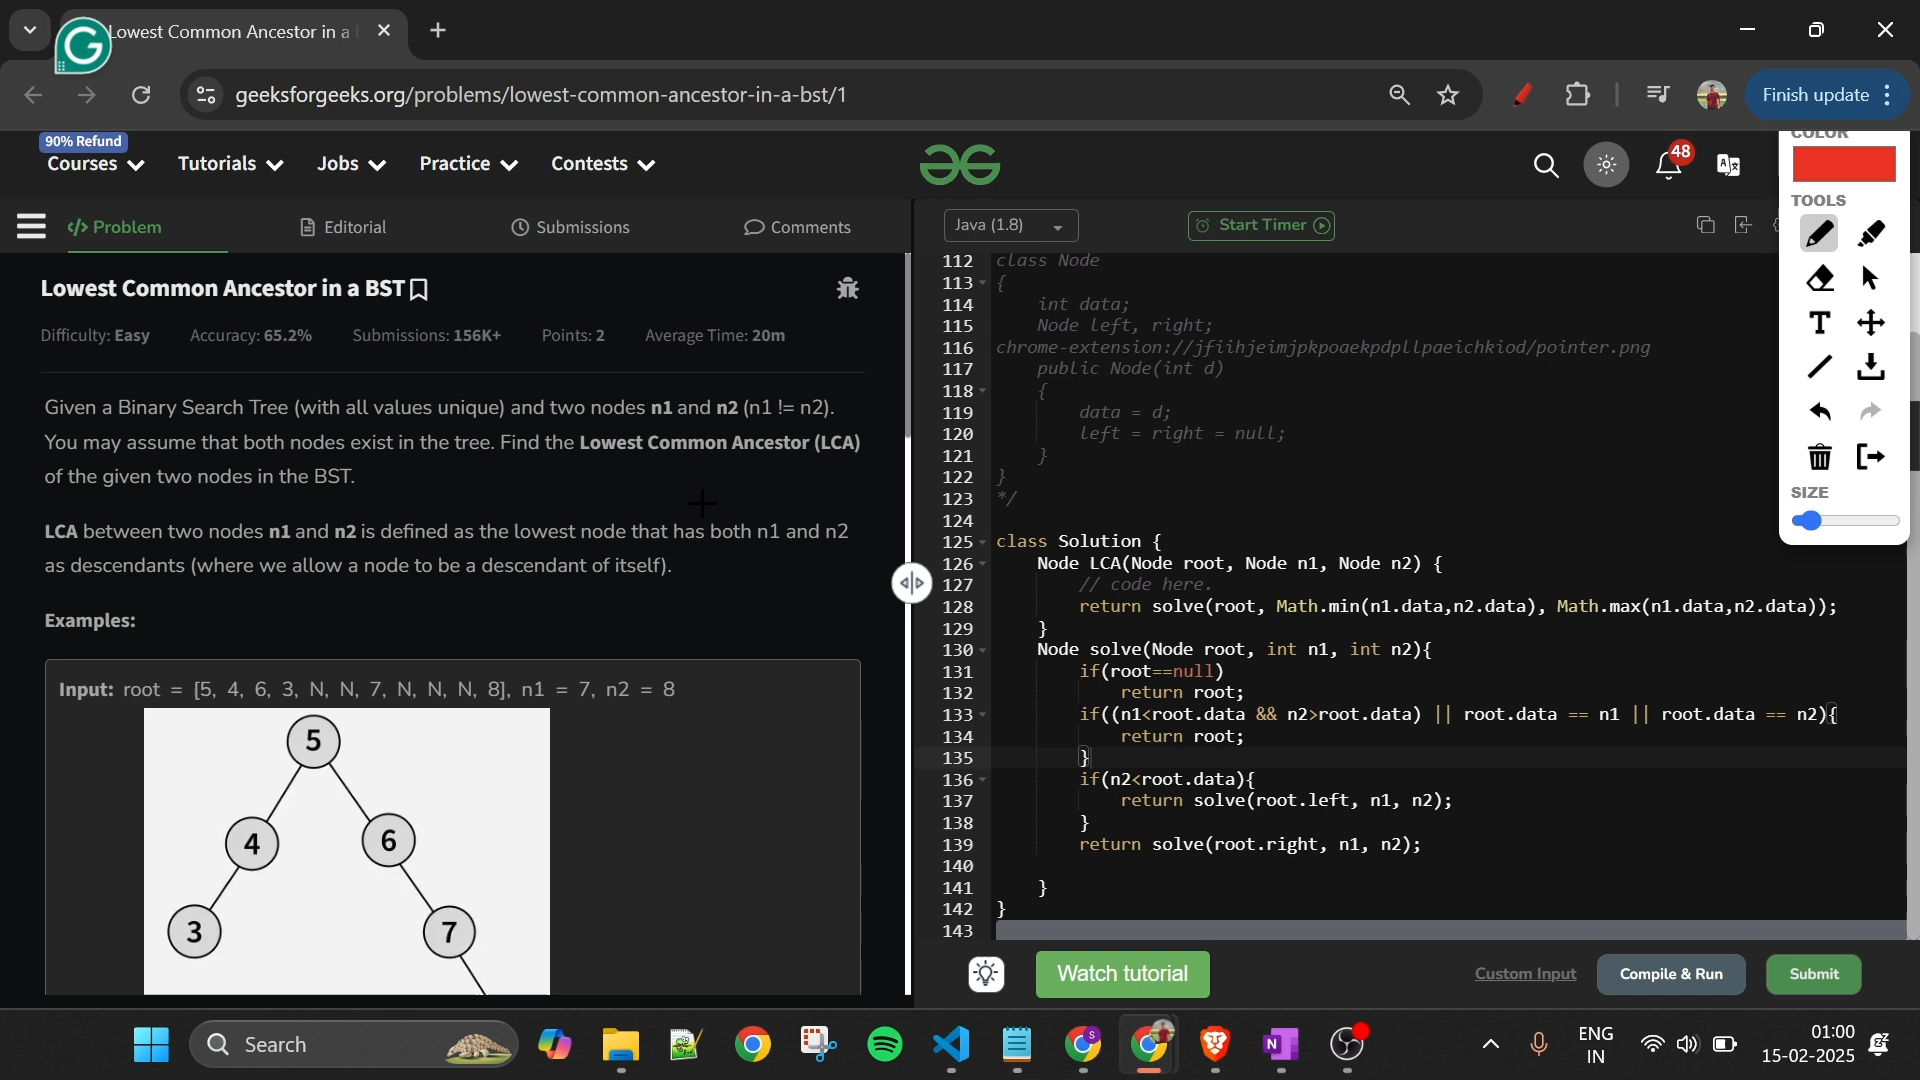 Lowest Common Ancestor in a
geeksforgeeks.org/problems/lowest-common-ancestor-in-a-bst/1
Finish update
90% Refund
Courses
Tutorials
Jobs
Practice
Contests
48
COLOR
TOOLS
SIZE
</> Problem
Editorial
Submissions
Comments
Java (1.8)
Start Timer
Lowest Common Ancestor in a BST
Difficulty: Easy Accuracy: 65.2% Submissions: 156K+ Points: 2 Average Time: 20m
Given a Binary Search Tree (with all values unique) and two nodes n1 and n2 (n1 != n2).
You may assume that both nodes exist in the tree. Find the Lowest Common Ancestor (LCA)
of the given two nodes in the BST.
LCA between two nodes n1 and n2 is defined as the lowest node that has both n1 and n2
as descendants (where we allow a node to be a descendant of itself).
Examples:
Input: root = [5, 4, 6, 3, N, N, 7, N, N, N, 8], n1 = 7, n2 = 8
5
4
6
3
7
112 class Node
113 {
114 int data;
115 Node left, right;
116 chrome-extension://jfiihjeimjpkpoaekpdpllpaeichkiod/pointer.png
117 public Node(int d)
118 {
119 data = d;
120 left = right = null;
121 }
122 }
123 */
124
125 class Solution {
126 Node LCA(Node root, Node n1, Node n2) {
127 // code here.
128 return solve(root, Math.min(n1.data,n2.data), Math.max(n1.data,n2.data));
129 }
130 Node solve(Node root, int n1, int n2){
131 if(root==null)
132 return root;
133 if((n1<root.data && n2>root.data) || root.data == n1 || root.data == n2){
134 return root;
135 }
136 if(n2<root.data){
137 return solve(root.left, n1, n2);
138 }
139 return solve(root.right, n1, n2);
140
141 }
142 }
143
Watch tutorial
Custom Input
Compile & Run
Submit
Search
ENG
IN
01:00
15-02-2025